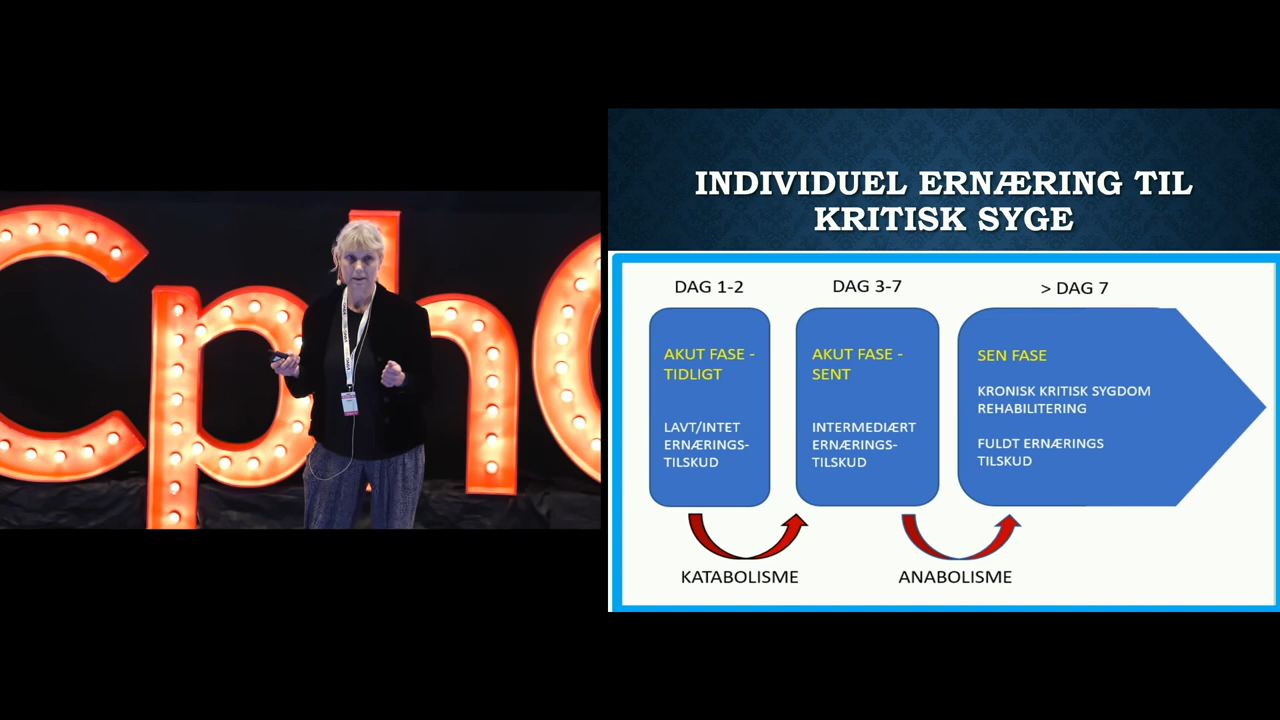 cph
INDIVIDUEL ERNÆRING TIL
KRITISK SYGE
DAG 1-2
AKUT FASE -
TIDLIGT
LAVT/INTET
ERNÆRINGS-
TILSKUD
DAG 3-7
AKUT FASE -
SENT
INTERMEDIÆRT
ERNÆRINGS-
TILSKUD
> DAG 7
SEN FASE
KRONISK KRITISK SYGDOM
REHABILITERING
FULDT ERNÆRINGS
TILSKUD
KATABOLISME
ANABOLISME